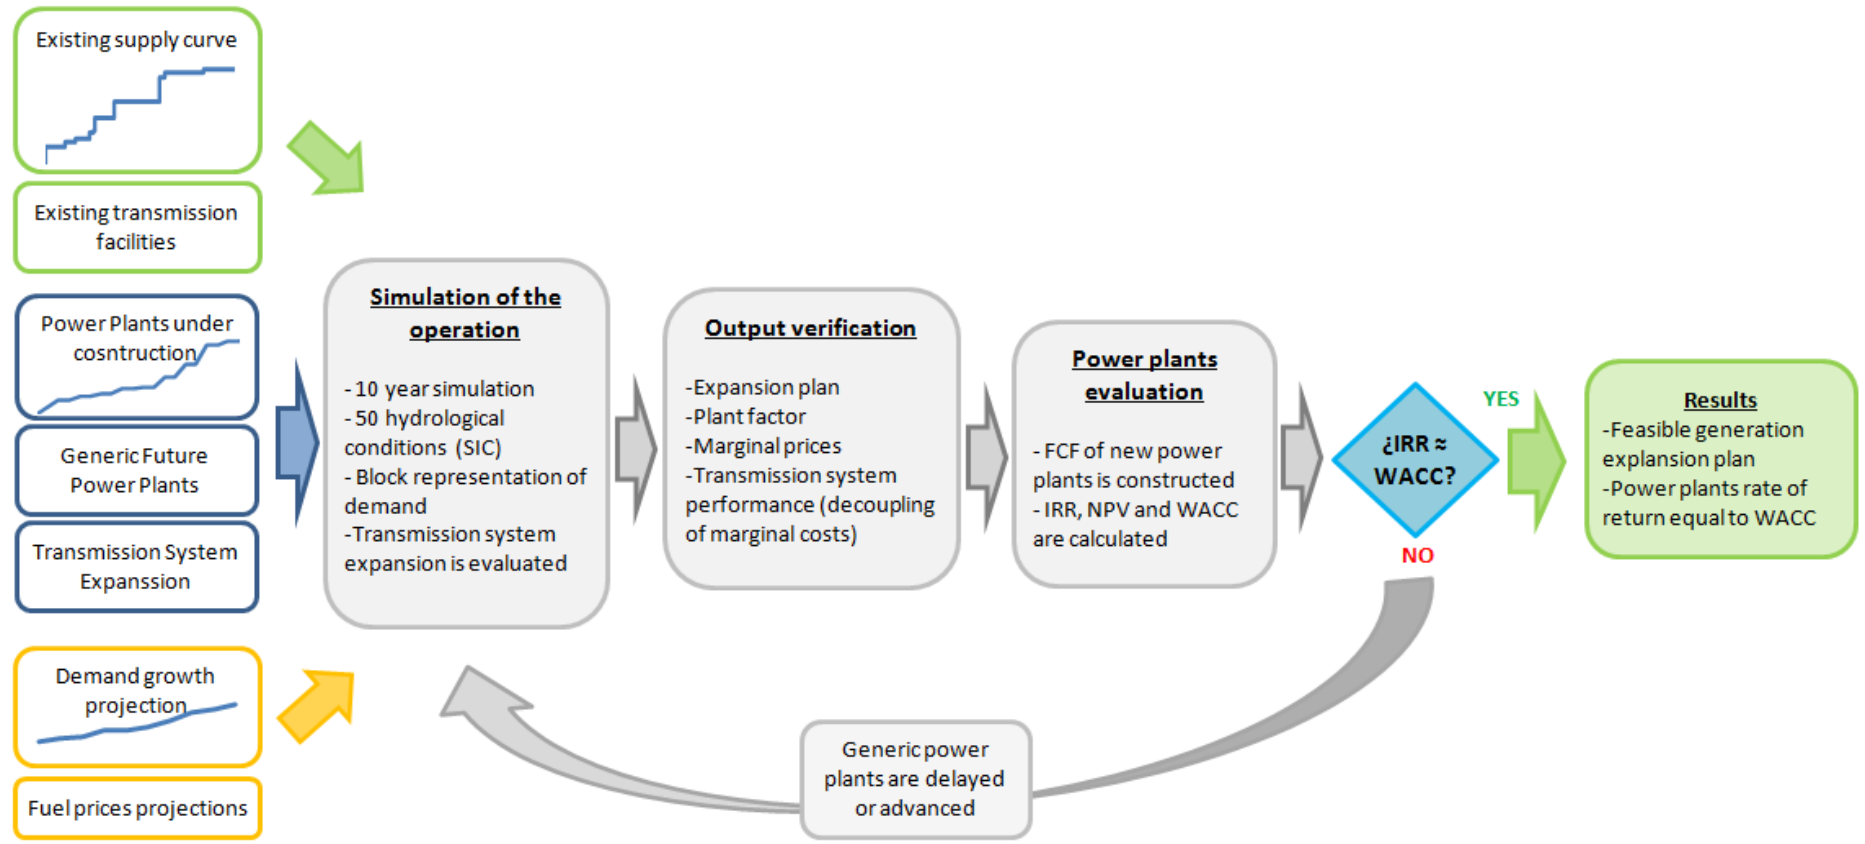 Existing supply curve
Existing transmission
facilities
Power Plants under
cosntruction
Generic Future
Power Plants
Transmission System
Expanssion
Demand growth
projection
Fuel prices projections
Simulation of the
operation
- 10 year simulation
- 50 hydrological
conditions (SIC)
- Block representation of
demand
-Transmission system
expansion is evaluated
Output verification
-Expansion plan
-Plant factor
-Marginal prices
-Transmission system
performance (decoupling
of marginal costs)
Power plants
evaluation
- FCF of new power
plants is constructed
- IRR, NPV and WACC
are calculated
¿IRR ≈
WACC?
YES
NO
Results
-Feasible generation
explansion plan
-Power plants rate of
return equal to WACC
Generic power
plants are delayed
or advanced